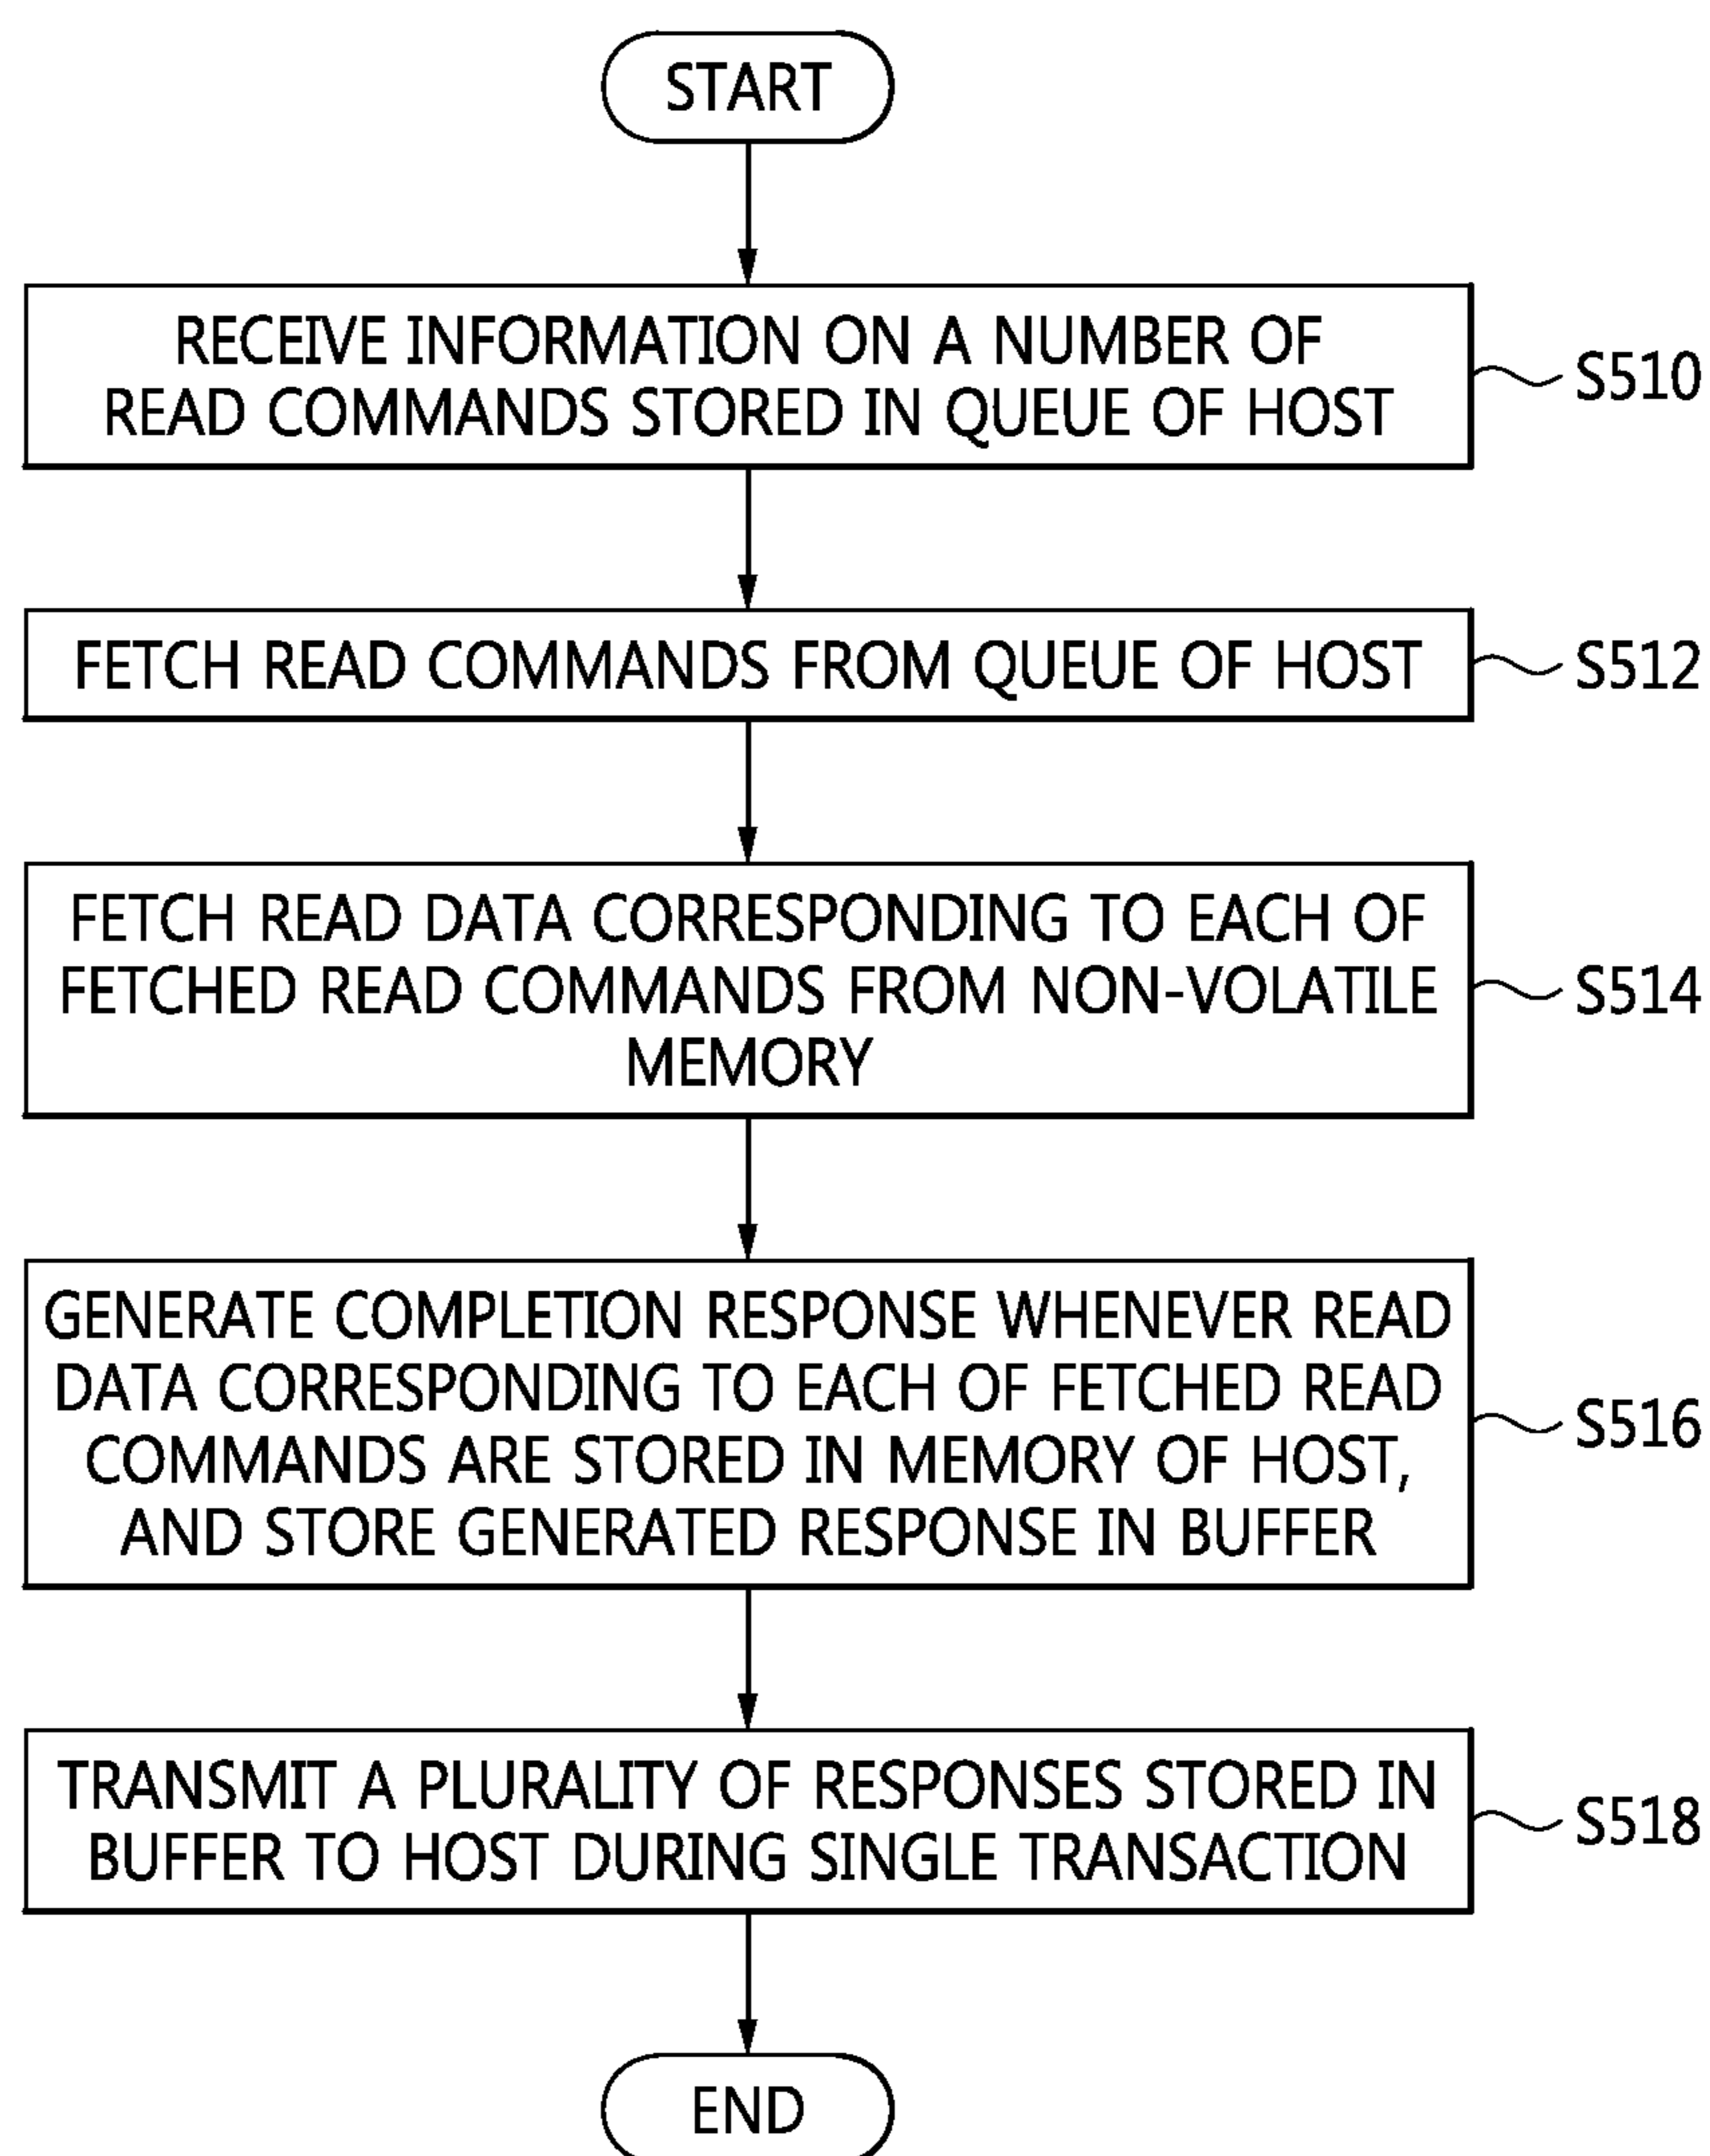 START
RECEIVE INFORMATION ON A NUMBER OF
READ COMMANDS STORED IN QUEUE OF HOST
S510
FETCH READ COMMANDS FROM QUEUE OF HOST
S512
FETCH READ DATA CORRESPONDING TO EACH OF
FETCHED READ COMMANDS FROM NON-VOLATILE
MEMORY
S514
GENERATE COMPLETION RESPONSE WHENEVER READ
DATA CORRESPONDING TO EACH OF FETCHED READ
COMMANDS ARE STORED IN MEMORY OF HOST,
AND STORE GENERATED RESPONSE IN BUFFER
S516
TRANSMIT A PLURALITY OF RESPONSES STORED IN
BUFFER TO HOST DURING SINGLE TRANSACTION
S518
END